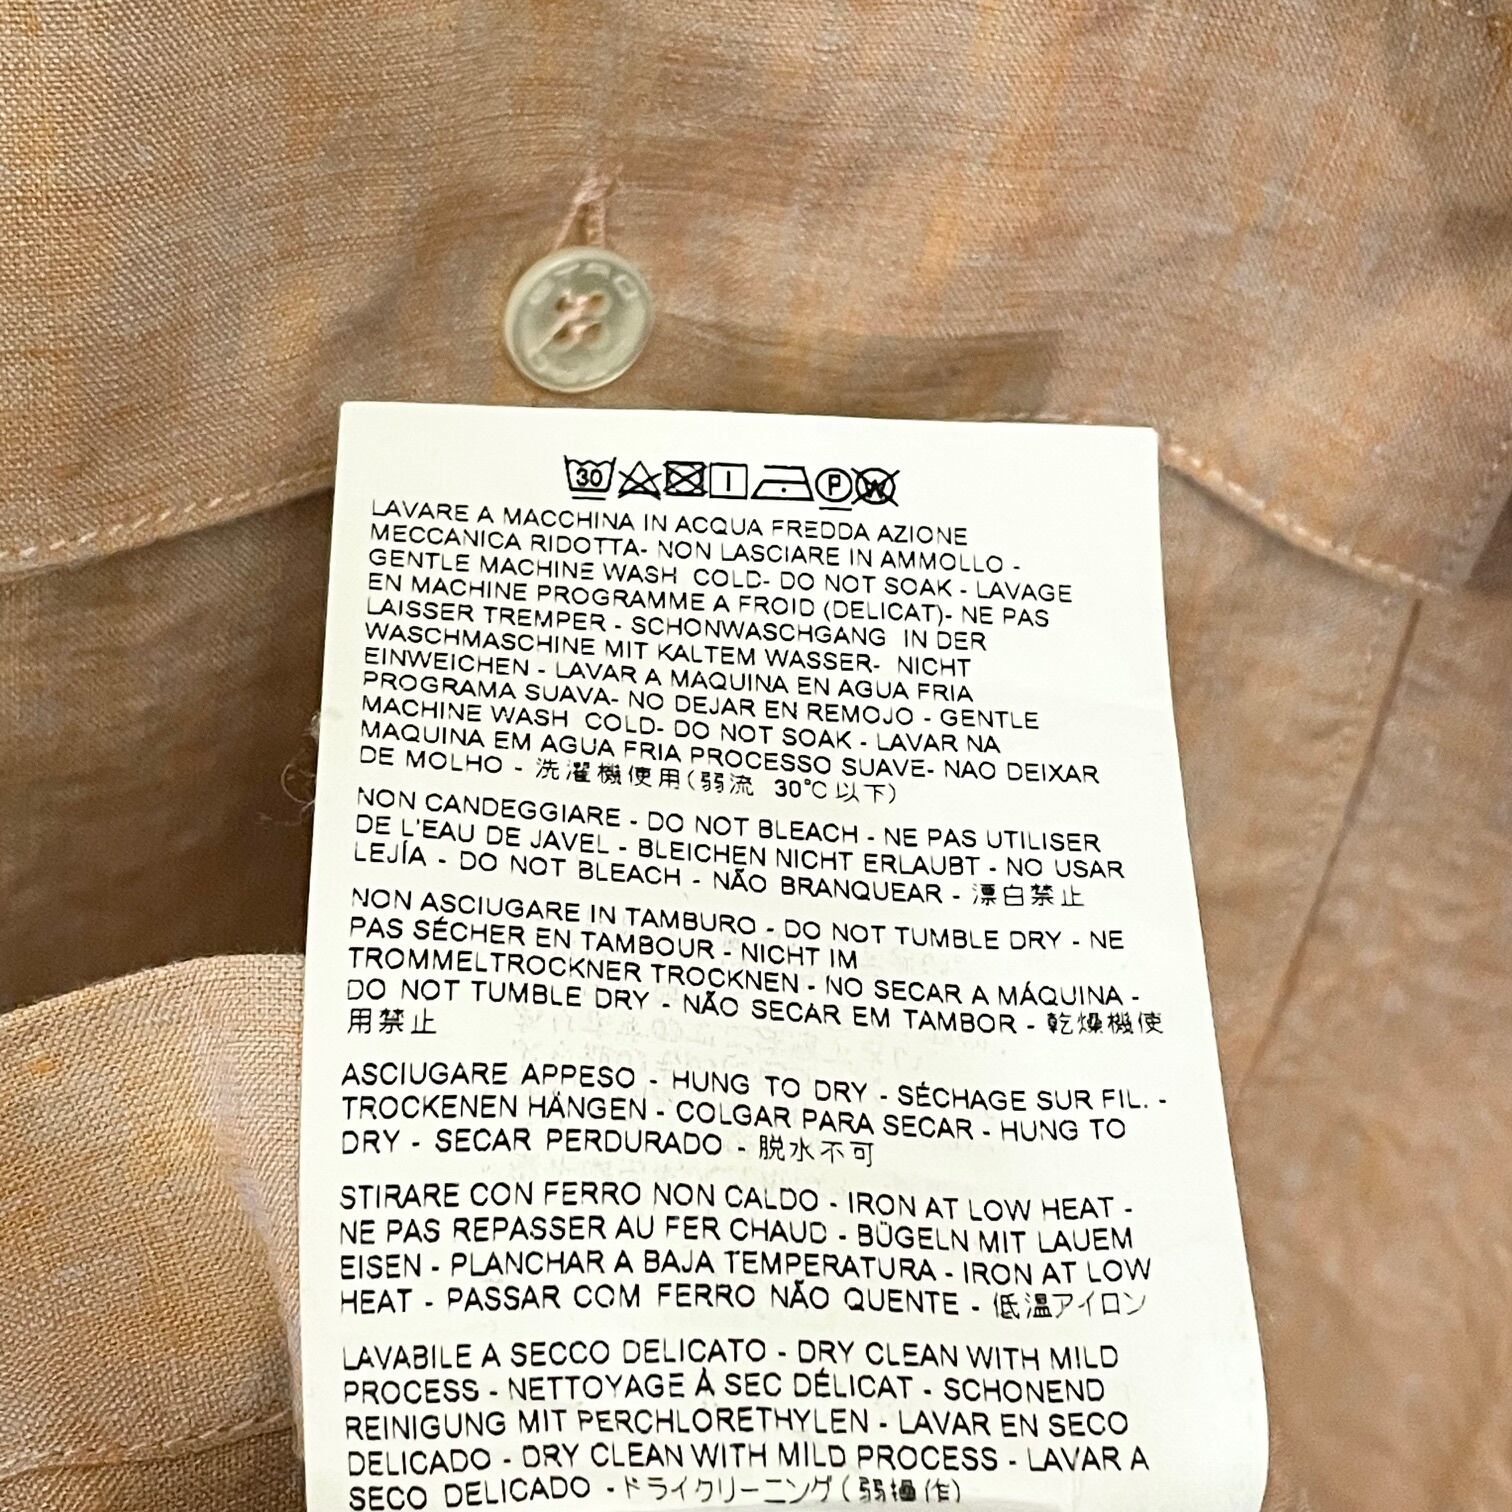 ETRO
30 P W
LAVARE A MACCHINA IN ACQUA FREDDA AZIONE
MECCANICA RIDOTTA- NON LASCIARE IN AMMOLLO -
GENTLE MACHINE WASH COLD- DO NOT SOAK - LAVAGE
EN MACHINE PROGRAMME A FROID (DELICAT)- NE PAS
LAISSER TREMPER - SCHONWASCHGANG IN DER
WASCHMASCHINE MIT KALTEM WASSER- NICHT
EINWEICHEN - LAVAR A MAQUINA EN AGUA FRIA
PROGRAMA SUAVA- NO DEJAR EN REMOJO - GENTLE
MACHINE WASH COLD- DO NOT SOAK - LAVAR NA
MAQUINA EM AGUA FRIA PROCESSO SUAVE- NAO DEIXAR
DE MOLHO - 洗濯機使用(弱流 30℃以下)
NON CANDEGGIARE - DO NOT BLEACH - NE PAS UTILISER
DE L'EAU DE JAVEL - BLEICHEN NICHT ERLAUBT - NO USAR
LEJÍA - DO NOT BLEACH - NÃO BRANQUEAR - 漂白禁止
NON ASCIUGARE IN TAMBURO - DO NOT TUMBLE DRY - NE
PAS SÉCHER EN TAMBOUR - NICHT IM
TROMMELTROCKNER TROCKNEN - NO SECAR A MÁQUINA -
DO NOT TUMBLE DRY - NÃO SECAR EM TAMBOR - 乾燥機使
用禁止
ASCIUGARE APPESO - HUNG TO DRY - SÉCHAGE SUR FIL. -
TROCKENEN HÄNGEN - COLGAR PARA SECAR - HUNG TO
DRY - SECAR PERDURADO - 脱水不可
STIRARE CON FERRO NON CALDO - IRON AT LOW HEAT -
NE PAS REPASSER AU FER CHAUD - BÜGELN MIT LAUEM
EISEN - PLANCHAR A BAJA TEMPERATURA - IRON AT LOW
HEAT - PASSAR COM FERRO NÃO QUENTE - 低温アイロン
LAVABILE A SECCO DELICATO - DRY CLEAN WITH MILD
PROCESS - NETTOYAGE À SEC DÉLICAT - SCHONEND
REINIGUNG MIT PERCHLORETHYLEN - LAVAR EN SECO
DELICADO - DRY CLEAN WITH MILD PROCESS - LAVAR A
SECO DELICADO - ドライクリーニング(弱操作)